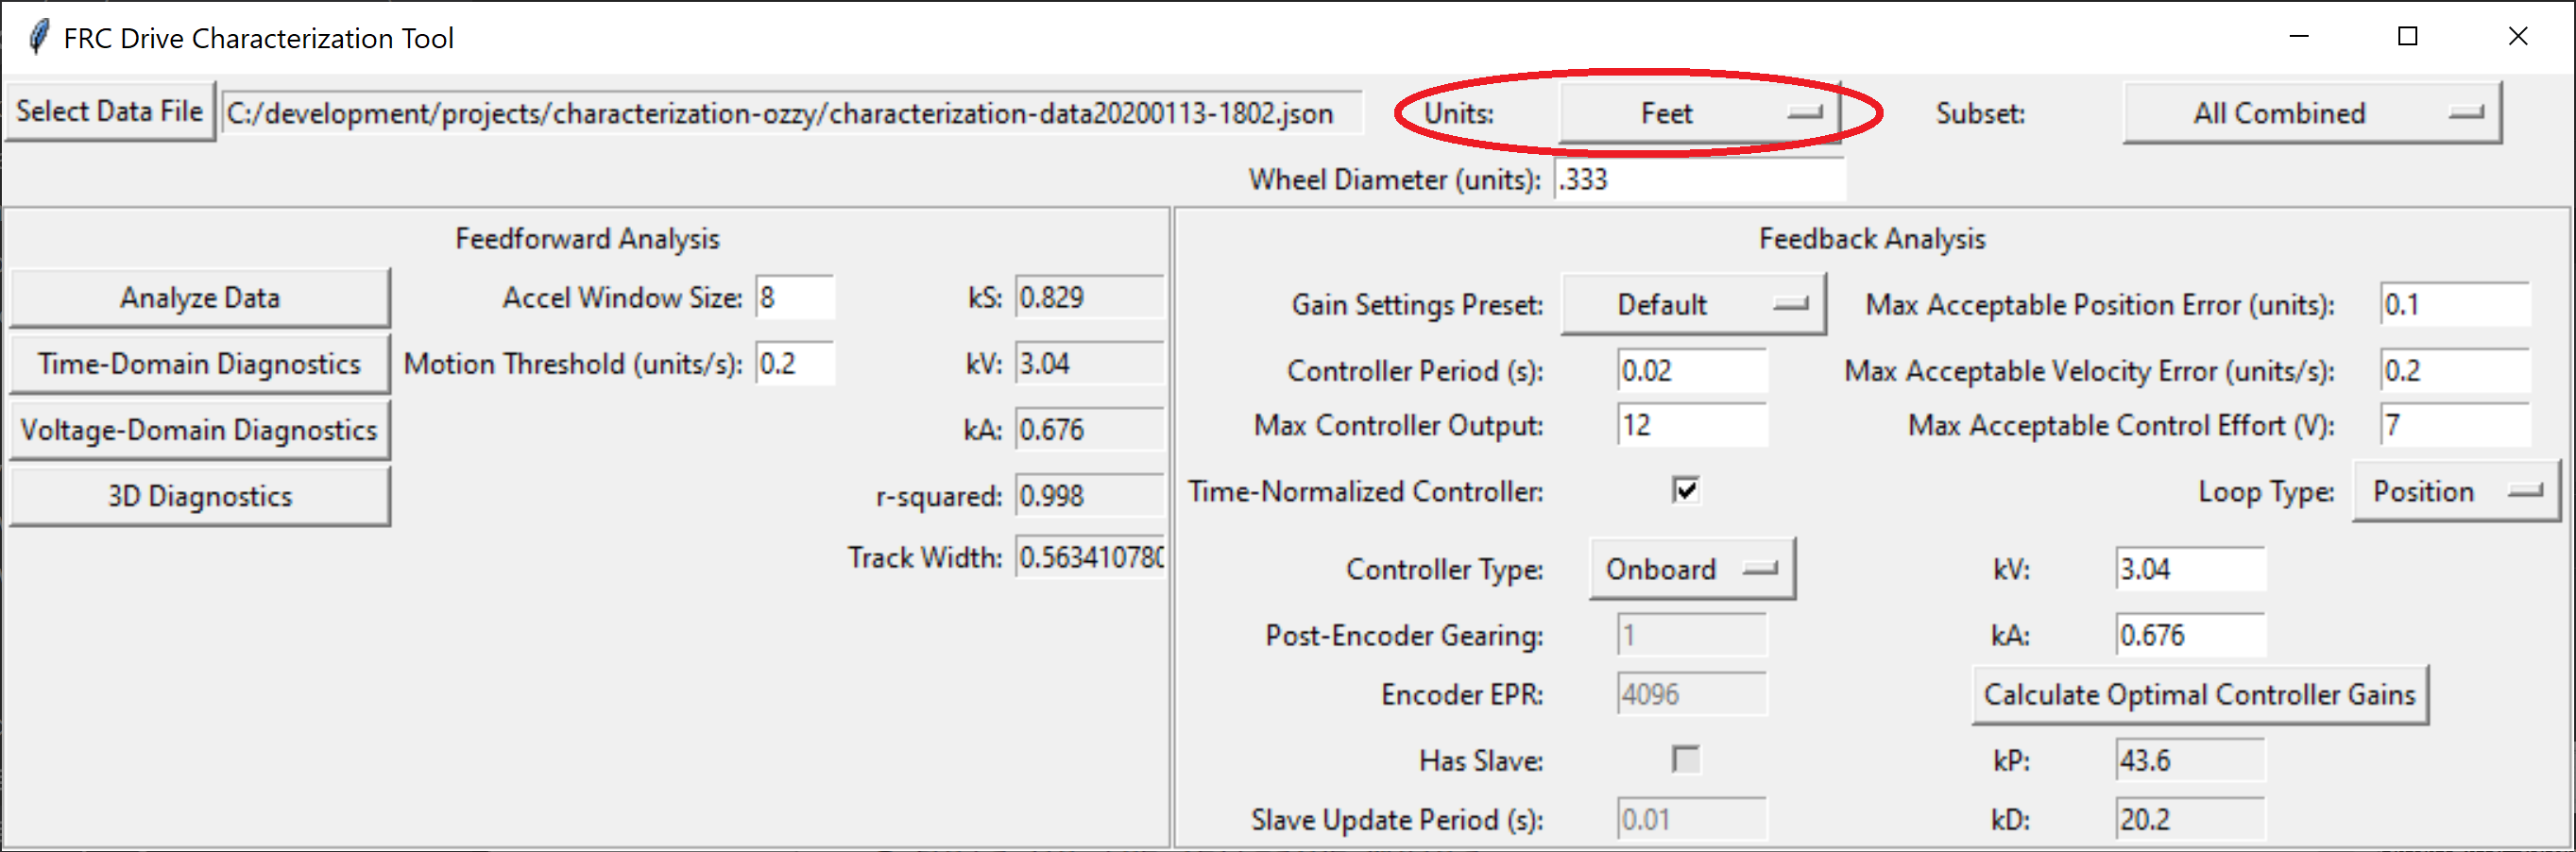 FRC Drive Characterization Tool
Select Data File C:/development/projects/characterization-ozzy/characterization-data20200113-1802.json Units: Feet Subset: All Combined
Wheel Diameter (units): .333
Feedforward Analysis
Analyze Data Accel Window Size: 8 kS: 0.829
Time-Domain Diagnostics Motion Threshold (units/s): 0.2 kV: 3.04
Voltage-Domain Diagnostics kA: 0.676
3D Diagnostics r-squared: 0.998
Track Width: 0.563410780
Feedback Analysis
Gain Settings Preset: Default Max Acceptable Position Error (units): 0.1
Controller Period (s): 0.02 Max Acceptable Velocity Error (units/s): 0.2
Max Controller Output: 12 Max Acceptable Control Effort (V): 7
Time-Normalized Controller: Loop Type: Position
Controller Type: Onboard kV: 3.04
Post-Encoder Gearing: 1 kA: 0.676
Encoder EPR: 4096 Calculate Optimal Controller Gains
Has Slave: kP: 43.6
Slave Update Period (s): 0.01 kD: 20.2